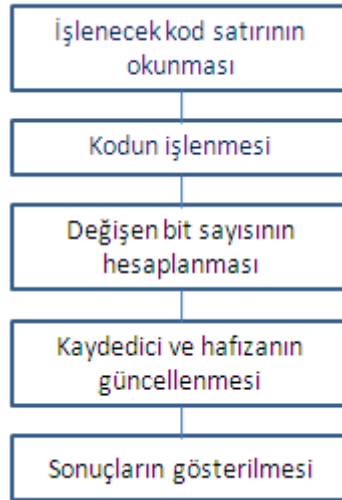 İşlenecek kod satırının
okunması
Kodun işlenmesi
Değişen bit sayısının
hesaplanması
Kaydedici ve hafızanın
güncellenmesi
Sonuçların gösterilmesi